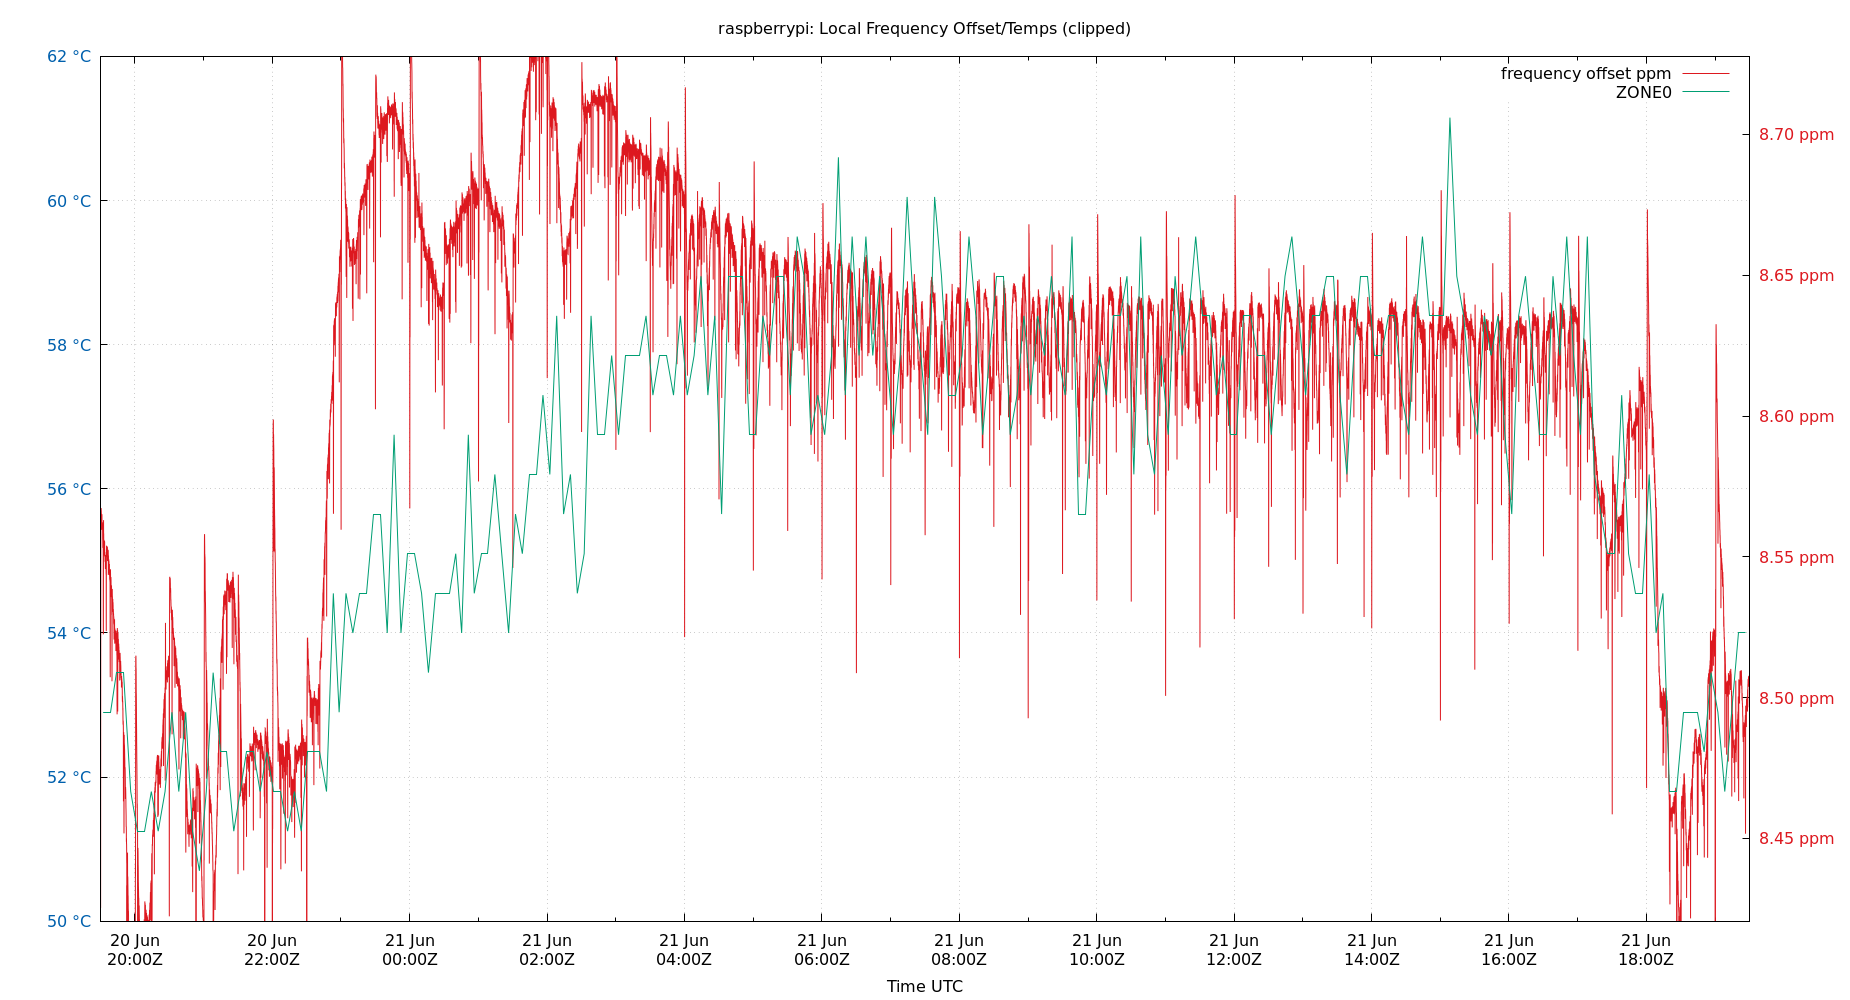 raspberrypi: Local Frequency Offset/Temps (clipped)
62 °C
60 °C
58 °C
56 °C
54 °C
52 °C
50 °C
frequency offset ppm
ZONE0
8.70 ppm
8.65 ppm
8.60 ppm
8.55 ppm
8.50 ppm
8.45 ppm
20 Jun 20 Jun 21 Jun 21 Jun 21 Jun 21 Jun 21 Jun 21 Jun 21 Jun 21 Jun 21 Jun 21 Jun
20:00Z 22:00Z 00:00Z 02:00Z 04:00Z 06:00Z 08:00Z 10:00Z 12:00Z 14:00Z 16:00Z 18:00Z
Time UTC